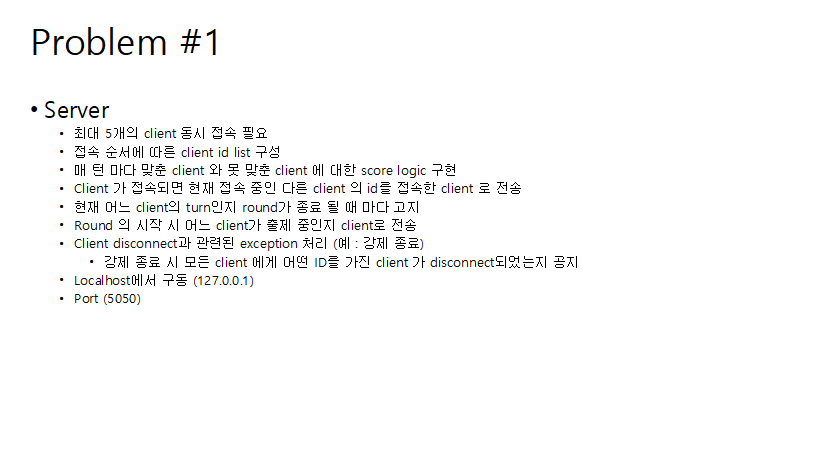 Problem #1
• Server
• 최대 5개의 client 동시 접속 필요
• 접속 순서에 따른 client id list 구성
• 매 턴 마다 맞춘 client 와 못 맞춘 client 에 대한 score logic 구현
• Client 가 접속되면 현재 접속 중인 다른 client 의 id를 접속한 client 로 전송
• 현재 어느 client의 turn인지 round가 종료 될 때 마다 고지
• Round 의 시작 시 어느 client가 출제 중인지 client로 전송
• Client disconnect과 관련된 exception 처리 (예 : 강제 종료)
• 강제 종료 시 모든 client 에게 어떤 ID을 가진 client 가 disconnect되었는지 공지
• Localhost에서 구동 (127.0.0.1)
• Port (5050)